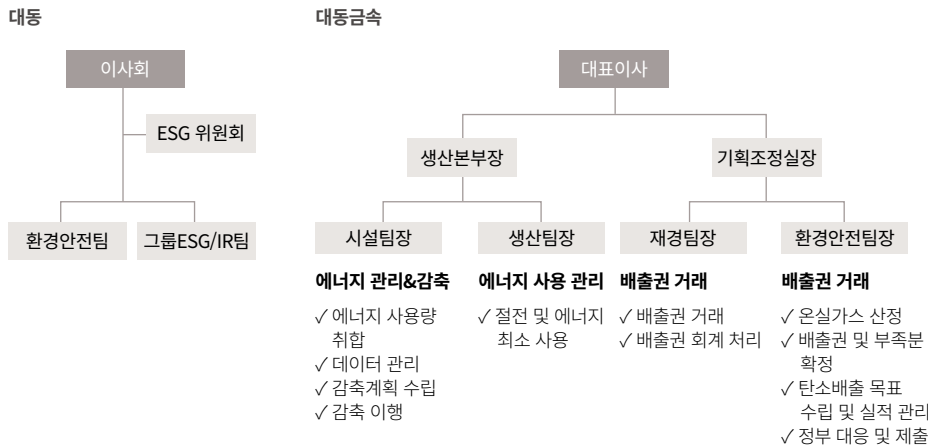 대동
이사회
ESG 위원회
환경안전팀
그룹ESG/IR팀
대동금속
대표이사
생산본부장
기획조정실장
시설팀장
생산팀장
재경팀장
환경안전팀장
에너지 관리&감축
✓ 에너지 사용량
취합
✓ 데이터 관리
✓ 감축계획 수립
✓ 감축 이행
에너지 사용 관리
✓ 절전 및 에너지
최소 사용
배출권 거래
✓ 배출권 거래
✓ 배출권 회계 처리
배출권 거래
✓ 온실가스 산정
✓ 배출권 및 부족분
확정
✓ 탄소배출 목표
수립 및 실적 관리
✓ 정부 대응 및 제출